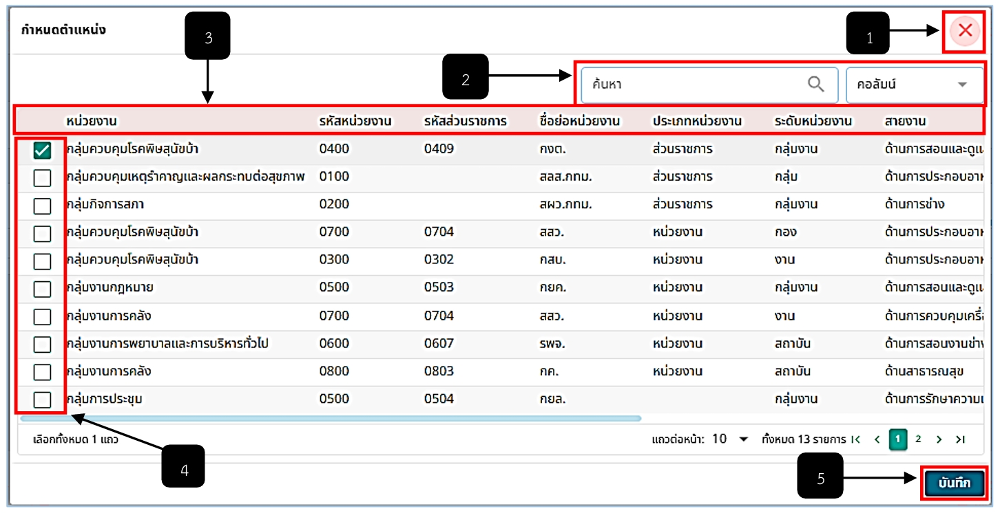 กำหนดตำแหน่ง
3
1
2
ค้นหา
คอลัมน์
หน่วยงาน รหัสหน่วยงาน รหัสส่วนราชการ ชื่อย่อหน่วยงาน ประเภทหน่วยงาน ระดับหน่วยงาน สายงาน
กลุ่มควบคุมโรคพิษสุนัขบ้า 0400 0409 กงต. ส่วนราชการ กลุ่มงาน ด้านการสอนและดูแ
กลุ่มควบคุมเหตุรำคาญและผลกระทบต่อสุขภาพ 0100 สลส.กทม. ส่วนราชการ กลุ่ม ด้านการประกอบอาห
กลุ่มกิจการสภา 0200 สผว.กทม. ส่วนราชการ กลุ่มงาน ด้านการช่าง
กลุ่มควบคุมโรคพิษสุนัขบ้า 0700 0704 สสว. หน่วยงาน กอง ด้านการประกอบอาห
กลุ่มควบคุมโรคพิษสุนัขบ้า 0300 0302 กสบ. หน่วยงาน งาน ด้านการประกอบอาห
กลุ่มงานกฎหมาย 0500 0503 กยค. หน่วยงาน กลุ่มงาน ด้านการสอนและดูแ
กลุ่มงานการคลัง 0700 0704 สสว. หน่วยงาน งาน ด้านการควบคุมเครื่อ
กลุ่มงานการพยาบาลและการบริหารทั่วไป 0600 0607 รพจ. หน่วยงาน สถาบัน ด้านการสอนงานช่าง
กลุ่มงานการคลัง 0800 0803 กค. หน่วยงาน สถาบัน ด้านสาธารณสุข
กลุ่มการประชุม 0500 0504 กยล. กลุ่มงาน ด้านการรักษาความเ
เลือกทั้งหมด 1 แถว แถวต่อหน้า: 10 ทั้งหมด 13 รายการ 1 2
4
5
บันทึก